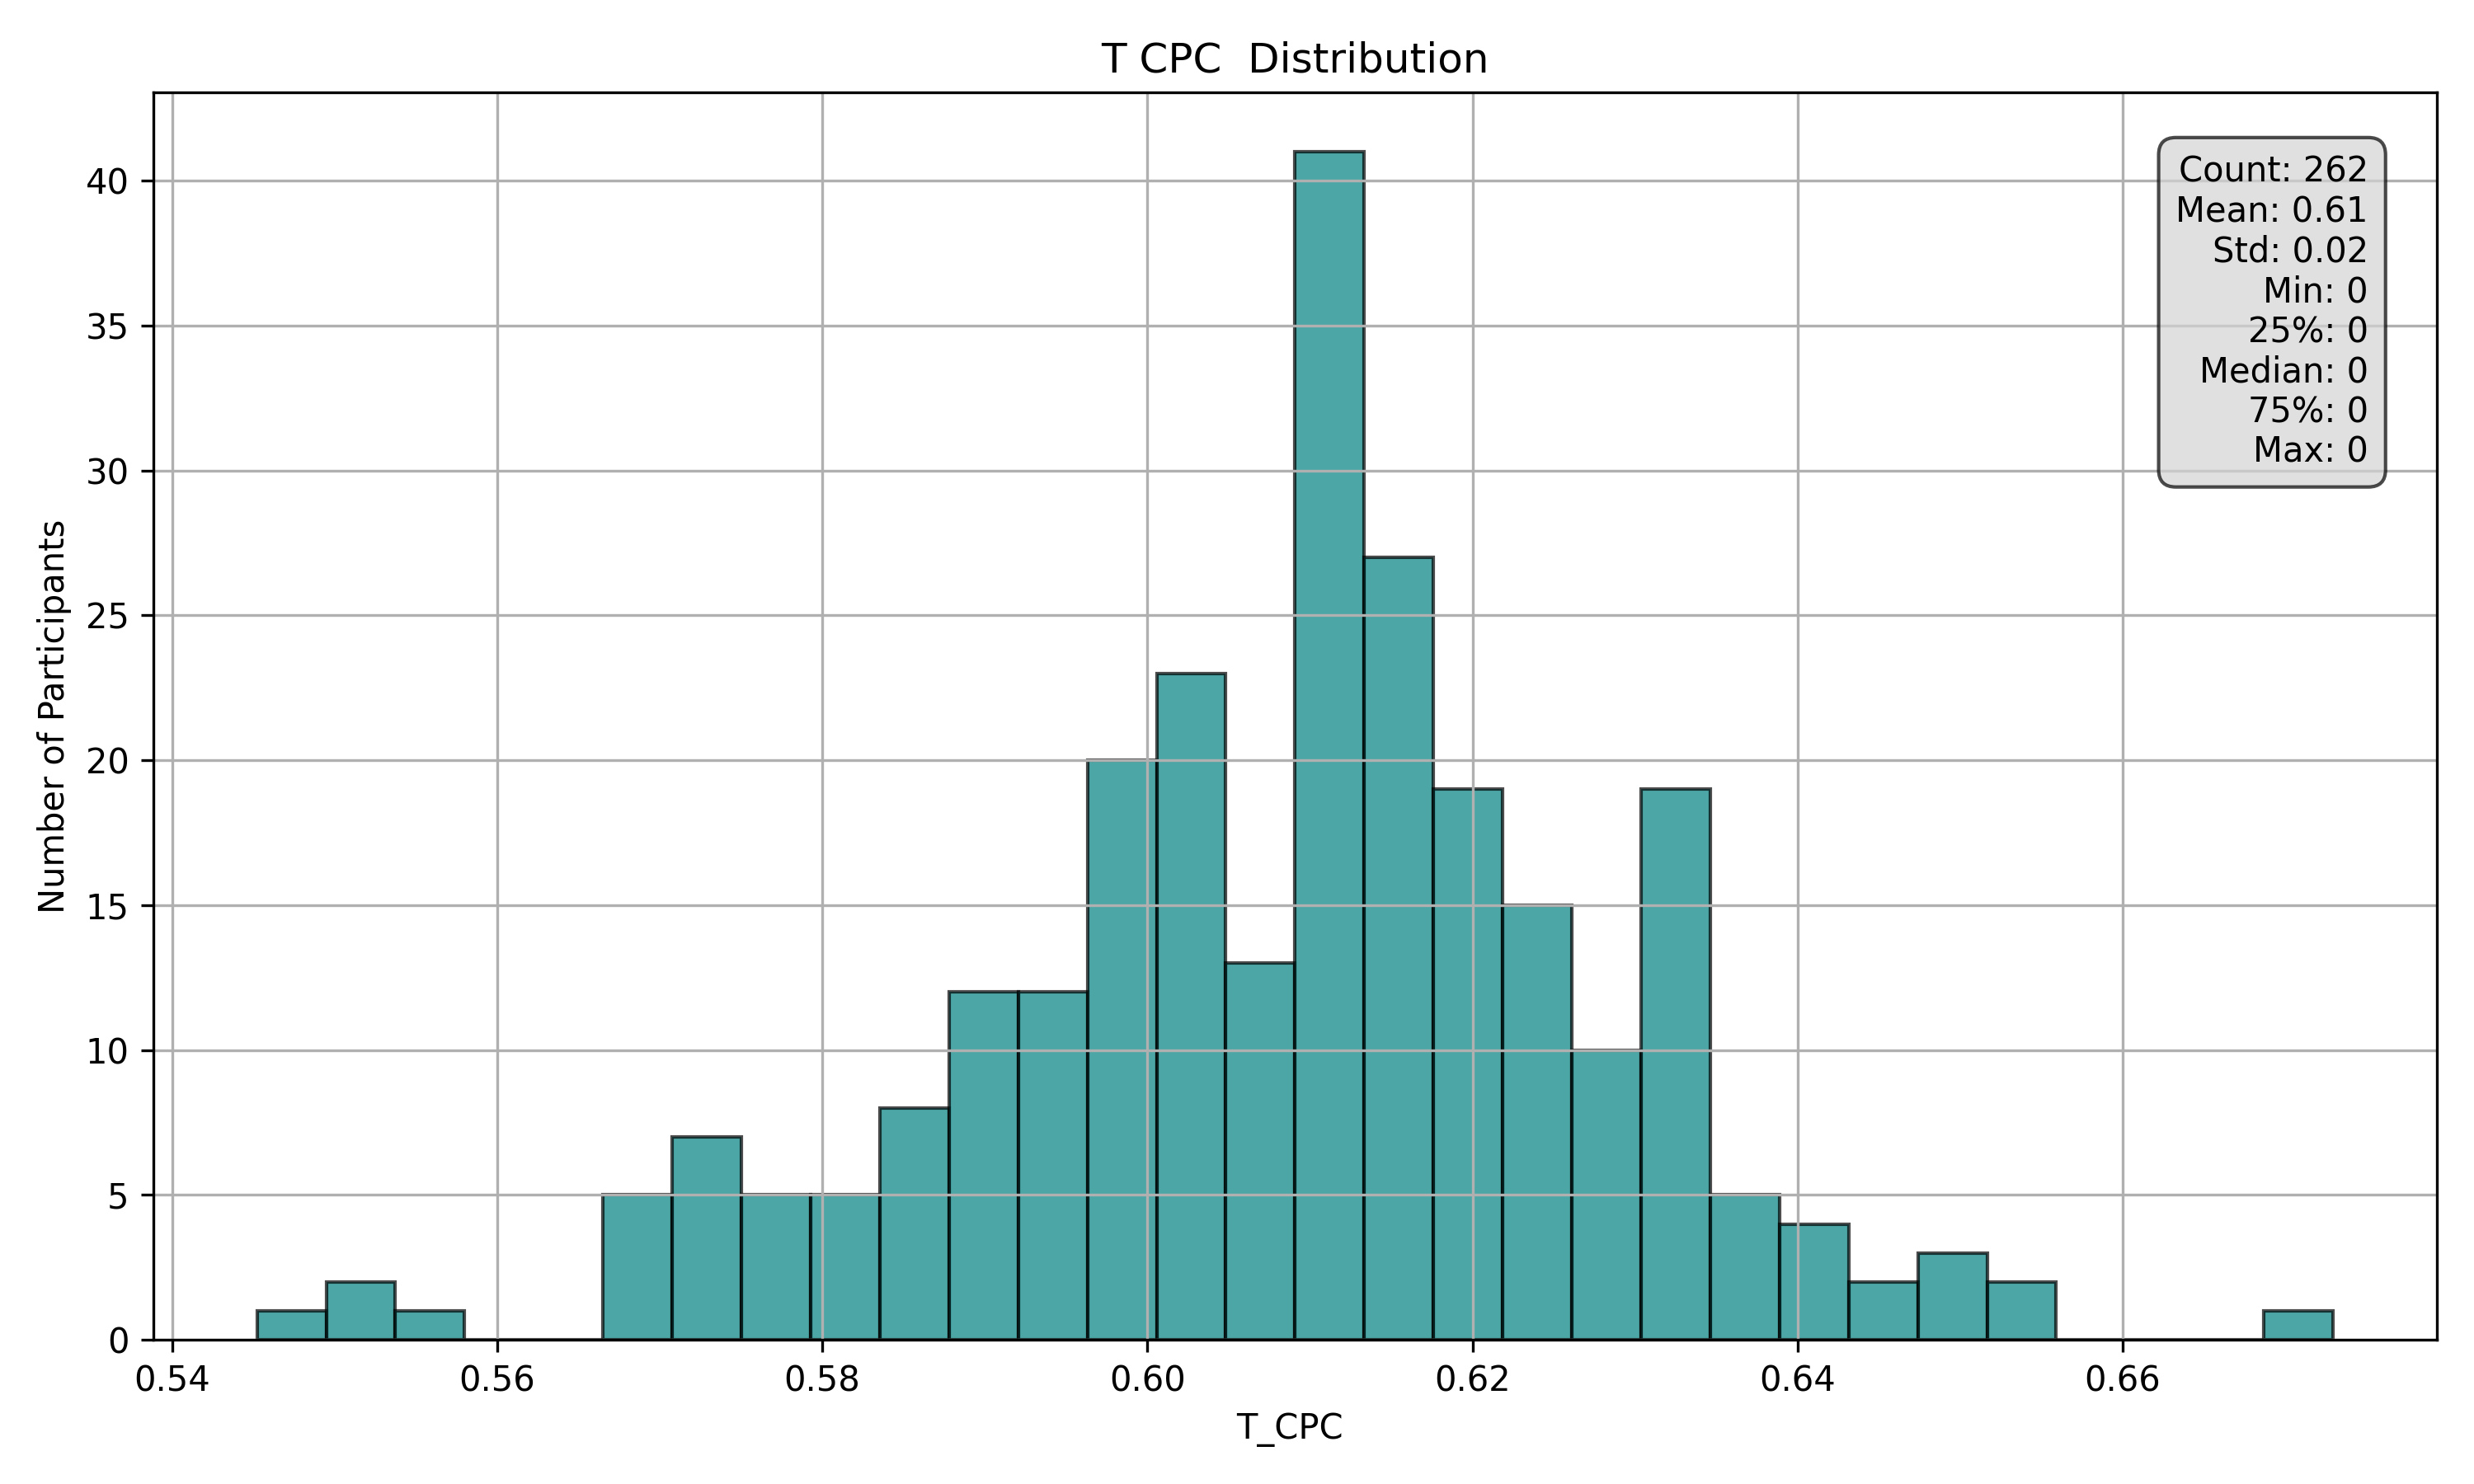 T CPC  Distribution
Number of Participants
40
35
30
25
20
15
10
5
0
Count: 262
Mean: 0.61
Std: 0.02
Min: 0
25%: 0
Median: 0
75%: 0
Max: 0
0.54 0.56 0.58 0.60 0.62 0.64 0.66
T_CPC